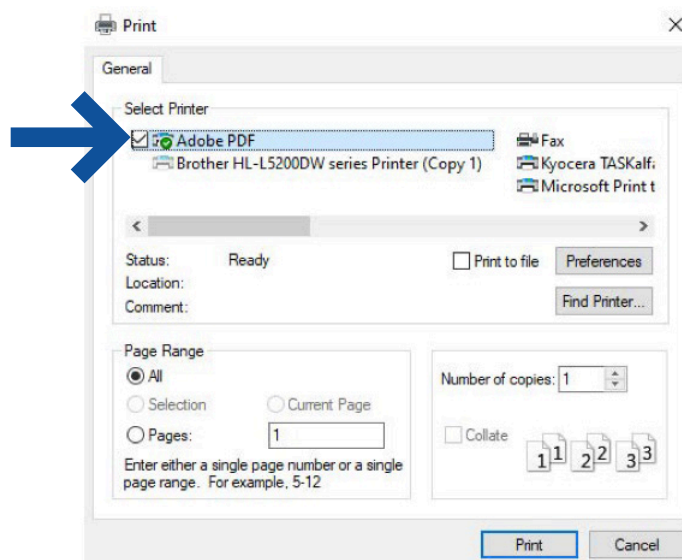 Print
General
Select Printer
Adobe PDF
Fax
Brother HL-L5200DW series Printer (Copy 1)
Kyocera TASKalfa
Microsoft Print t
Status: Ready
Print to file
Preferences
Location:
Comment:
Find Printer...
Page Range
All
Selection
Current Page
Pages: 1
Enter either a single page number or a single
page range. For example, 5-12
Number of copies: 1
Collate
1 1 2 2 3 3
Print
Cancel